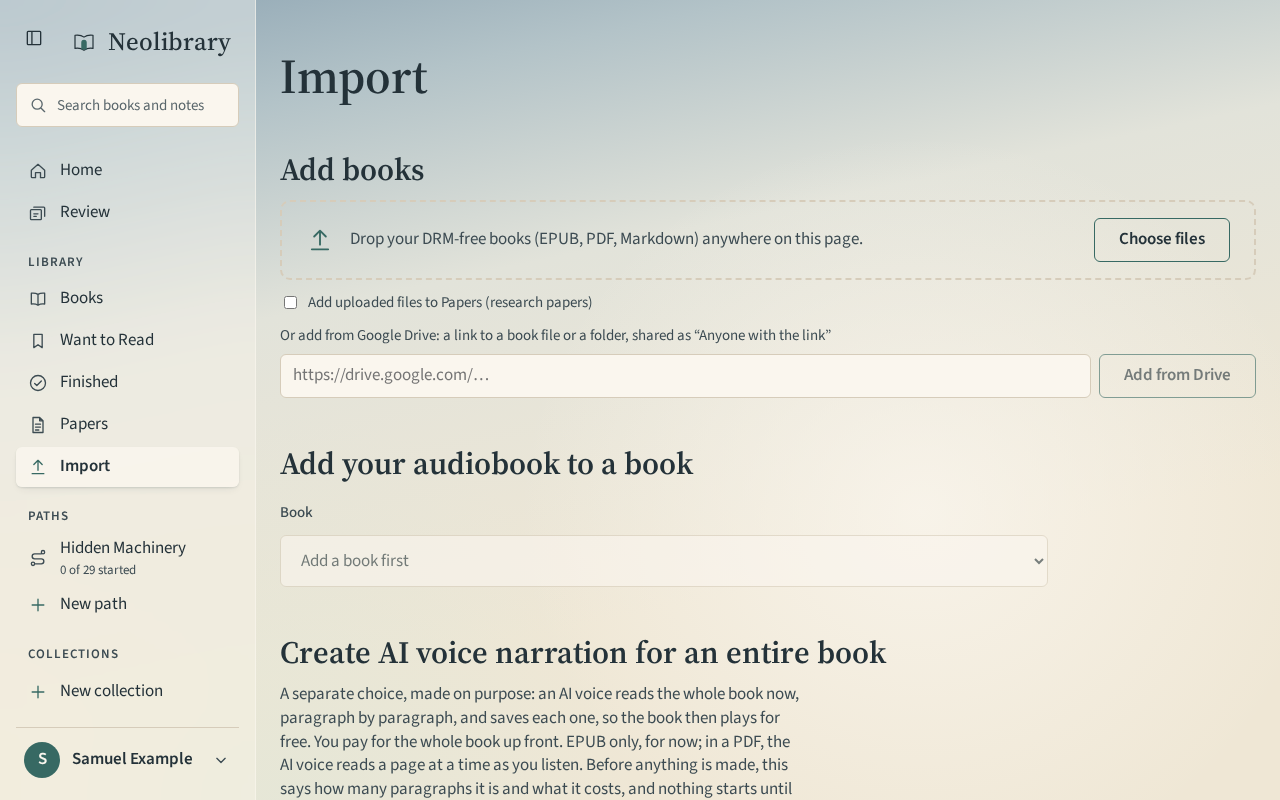 Neolibrary
Search books and notes
Home
Review
LIBRARY
Books
Want to Read
Finished
Papers
Import
PATHS
Hidden Machinery
0 of 29 started
New path
COLLECTIONS
New collection
S
Samuel Example
Import
Add books
Drop your DRM-free books (EPUB, PDF, Markdown) anywhere on this page.
Choose files
Add uploaded files to Papers (research papers)
Or add from Google Drive: a link to a book file or a folder, shared as “Anyone with the link”
https://drive.google.com/…
Add from Drive
Add your audiobook to a book
Book
Add a book first
Create AI voice narration for an entire book
A separate choice, made on purpose: an AI voice reads the whole book now,
paragraph by paragraph, and saves each one, so the book then plays for
free. You pay for the whole book up front. EPUB only, for now; in a PDF, the
AI voice reads a page at a time as you listen. Before anything is made, this
says how many paragraphs it is and what it costs, and nothing starts until